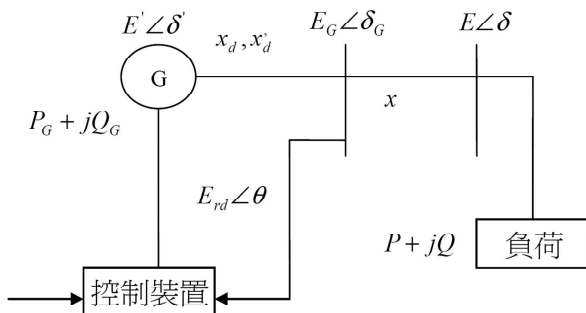 E'∠δ'
x_d, x'_d
E_G∠δ_G
E∠δ
G
x
P_G + jQ_G
E_rd∠θ
P + jQ
負荷
控制裝置